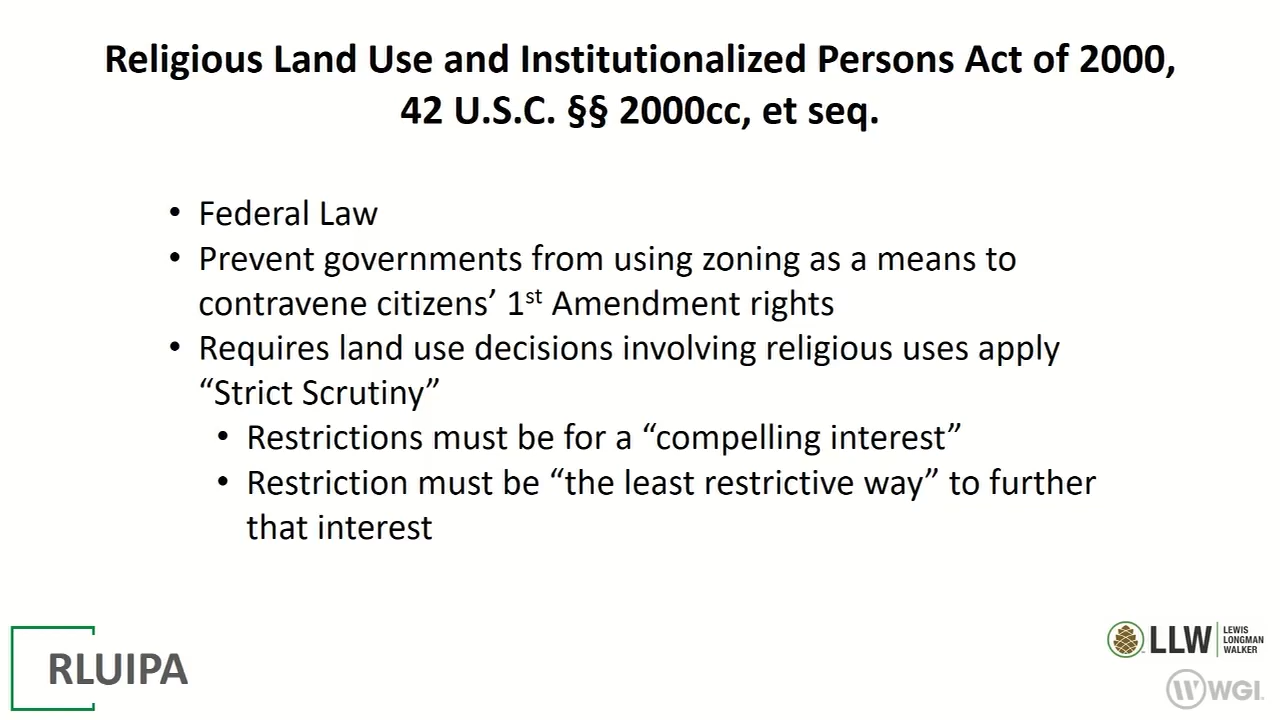 Religious Land Use and Institutionalized Persons Act of 2000,
42 U.S.C. §§ 2000cc, et seq.
• Federal Law
• Prevent governments from using zoning as a means to
contravene citizens’ 1st Amendment rights
• Requires land use decisions involving religious uses apply
“Strict Scrutiny”
• Restrictions must be for a “compelling interest”
• Restriction must be “the least restrictive way” to further
that interest
RLUIPA
LLW
LEWIS
LONGMAN
WALKER
WGI